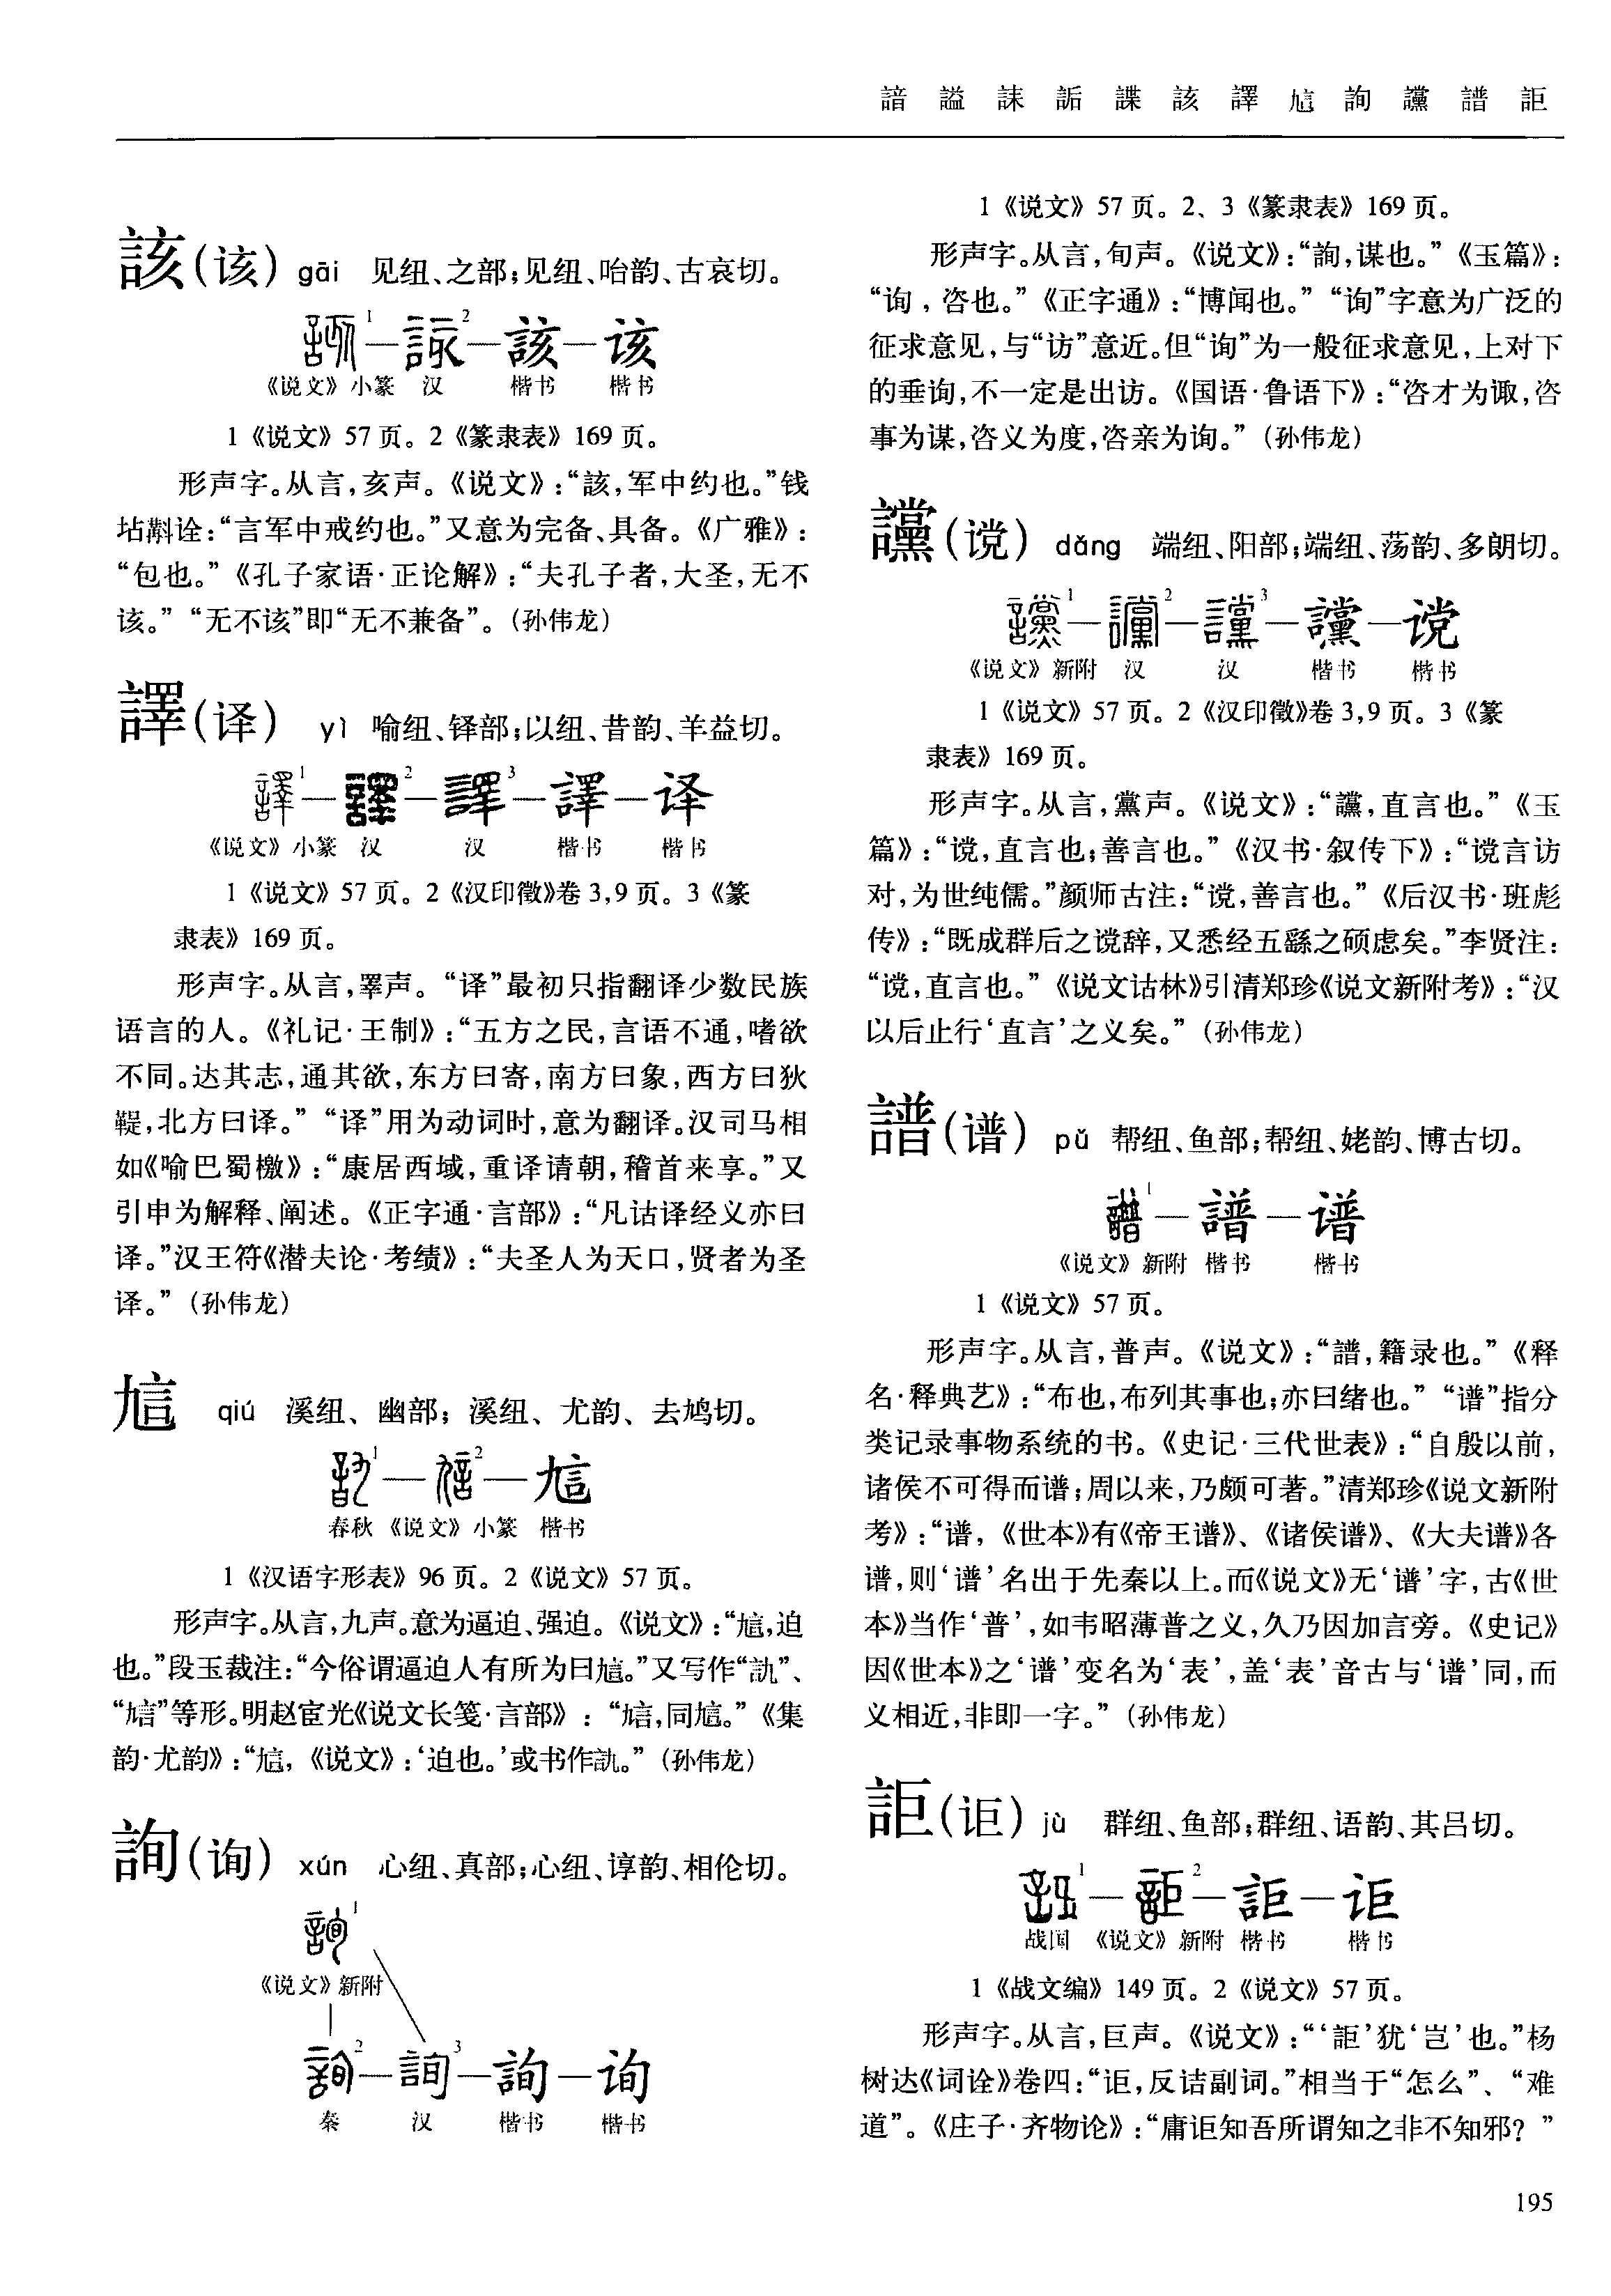 諳 謚 誄 詬 諜 該 譯 訄 詢 讜 譜 詎
該(该) gāi 见纽、之部;见纽、咍韵、古哀切。
1 — 2 — 該 — 该
《说文》小篆 汉 楷书 楷书
1《说文》57页。2《篆隶表》169页。
形声字。从言,亥声。《说文》:“該,军中约也。”钱
坫斠诠:“言军中戒约也。”又意为完备、具备。《广雅》:
“包也。”《孔子家语·正论解》:“夫孔子者,大圣,无不
该。”“无不该”即“无不兼备”。(孙伟龙)
譯(译) yì 喻纽、铎部;以纽、昔韵、羊益切。
1 — 2 — 譯3 — 譯 — 译
《说文》小篆 汉 汉 楷书 楷书
1《说文》57页。2《汉印徵》卷3,9页。3《篆
隶表》169页。
形声字。从言,睪声。“译”最初只指翻译少数民族
语言的人。《礼记·王制》:“五方之民,言语不通,嗜欲
不同。达其志,通其欲,东方曰寄,南方曰象,西方曰狄
鞮,北方曰译。”“译”用为动词时,意为翻译。汉司马相
如《喻巴蜀檄》:“康居西域,重译请朝,稽首来享。”又
引申为解释、阐述。《正字通·言部》:“凡诂译经义亦曰
译。”汉王符《潜夫论·考绩》:“夫圣人为天口,贤者为圣
译。”(孙伟龙)
訄 qiú 溪纽、幽部;溪纽、尤韵、去鸠切。
1 — 2 — 訄
春秋 《说文》小篆 楷书
1《汉语字形表》96页。2《说文》57页。
形声字。从言,九声。意为逼迫、强迫。《说文》:“訄,迫
也。”段玉裁注:“今俗谓逼迫人有所为曰訄。”又写作“訅”、
“𧥻”等形。明赵宧光《说文长笺·言部》:“𧥻,同訄。”《集
韵·尤韵》:“訄,《说文》:‘迫也。’或书作訅。”(孙伟龙)
詢(询) xún 心纽、真部;心纽、谆韵、相伦切。
1
《说文》新附
2 — 詢3 — 詢 — 询
秦 汉 楷书 楷书
1《说文》57页。2、3《篆隶表》169页。
形声字。从言,旬声。《说文》:“詢,谋也。”《玉篇》:
“询,咨也。”《正字通》:“博闻也。”“询”字意为广泛的
征求意见,与“访”意近。但“询”为一般征求意见,上对下
的垂询,不一定是出访。《国语·鲁语下》:“咨才为诹,咨
事为谋,咨义为度,咨亲为询。”(孙伟龙)
讜(谠) dǎng 端纽、阳部;端纽、荡韵、多朗切。
1 — 2 — 讜3 — 讜 — 谠
《说文》新附 汉 汉 楷书 楷书
1《说文》57页。2《汉印徵》卷3,9页。3《篆
隶表》169页。
形声字。从言,黨声。《说文》:“讜,直言也。”《玉
篇》:“谠,直言也;善言也。”《汉书·叙传下》:“谠言访
对,为世纯儒。”颜师古注:“谠,善言也。”《后汉书·班彪
传》:“既成群后之谠辞,又悉经五繇之硕虑矣。”李贤注:
“谠,直言也。”《说文诂林》引清郑珍《说文新附考》:“汉
以后止行‘直言’之义矣。”(孙伟龙)
譜(谱) pǔ 帮纽、鱼部;帮纽、姥韵、博古切。
1 — 譜 — 谱
《说文》新附 楷书 楷书
1《说文》57页。
形声字。从言,普声。《说文》:“譜,籍录也。”《释
名·释典艺》:“布也,布列其事也;亦曰绪也。”“谱”指分
类记录事物系统的书。《史记·三代世表》:“自殷以前,
诸侯不可得而谱;周以来,乃颇可著。”清郑珍《说文新附
考》:“谱,《世本》有《帝王谱》、《诸侯谱》、《大夫谱》各
谱,则‘谱’名出于先秦以上。而《说文》无‘谱’字,古《世
本》当作‘普’,如韦昭薄普之义,久乃因加言旁。《史记》
因《世本》之‘谱’变名为‘表’,盖‘表’音古与‘谱’同,而
义相近,非即一字。”(孙伟龙)
詎(讵) jù 群纽、鱼部;群纽、语韵、其吕切。
1 — 2 — 詎 — 讵
战国 《说文》新附 楷书 楷书
1《战文编》149页。2《说文》57页。
形声字。从言,巨声。《说文》:“‘詎’犹‘岂’也。”杨
树达《词诠》卷四:“讵,反诘副词。”相当于“怎么”、“难
道”。《庄子·齐物论》:“庸讵知吾所谓知之非不知邪?”
195